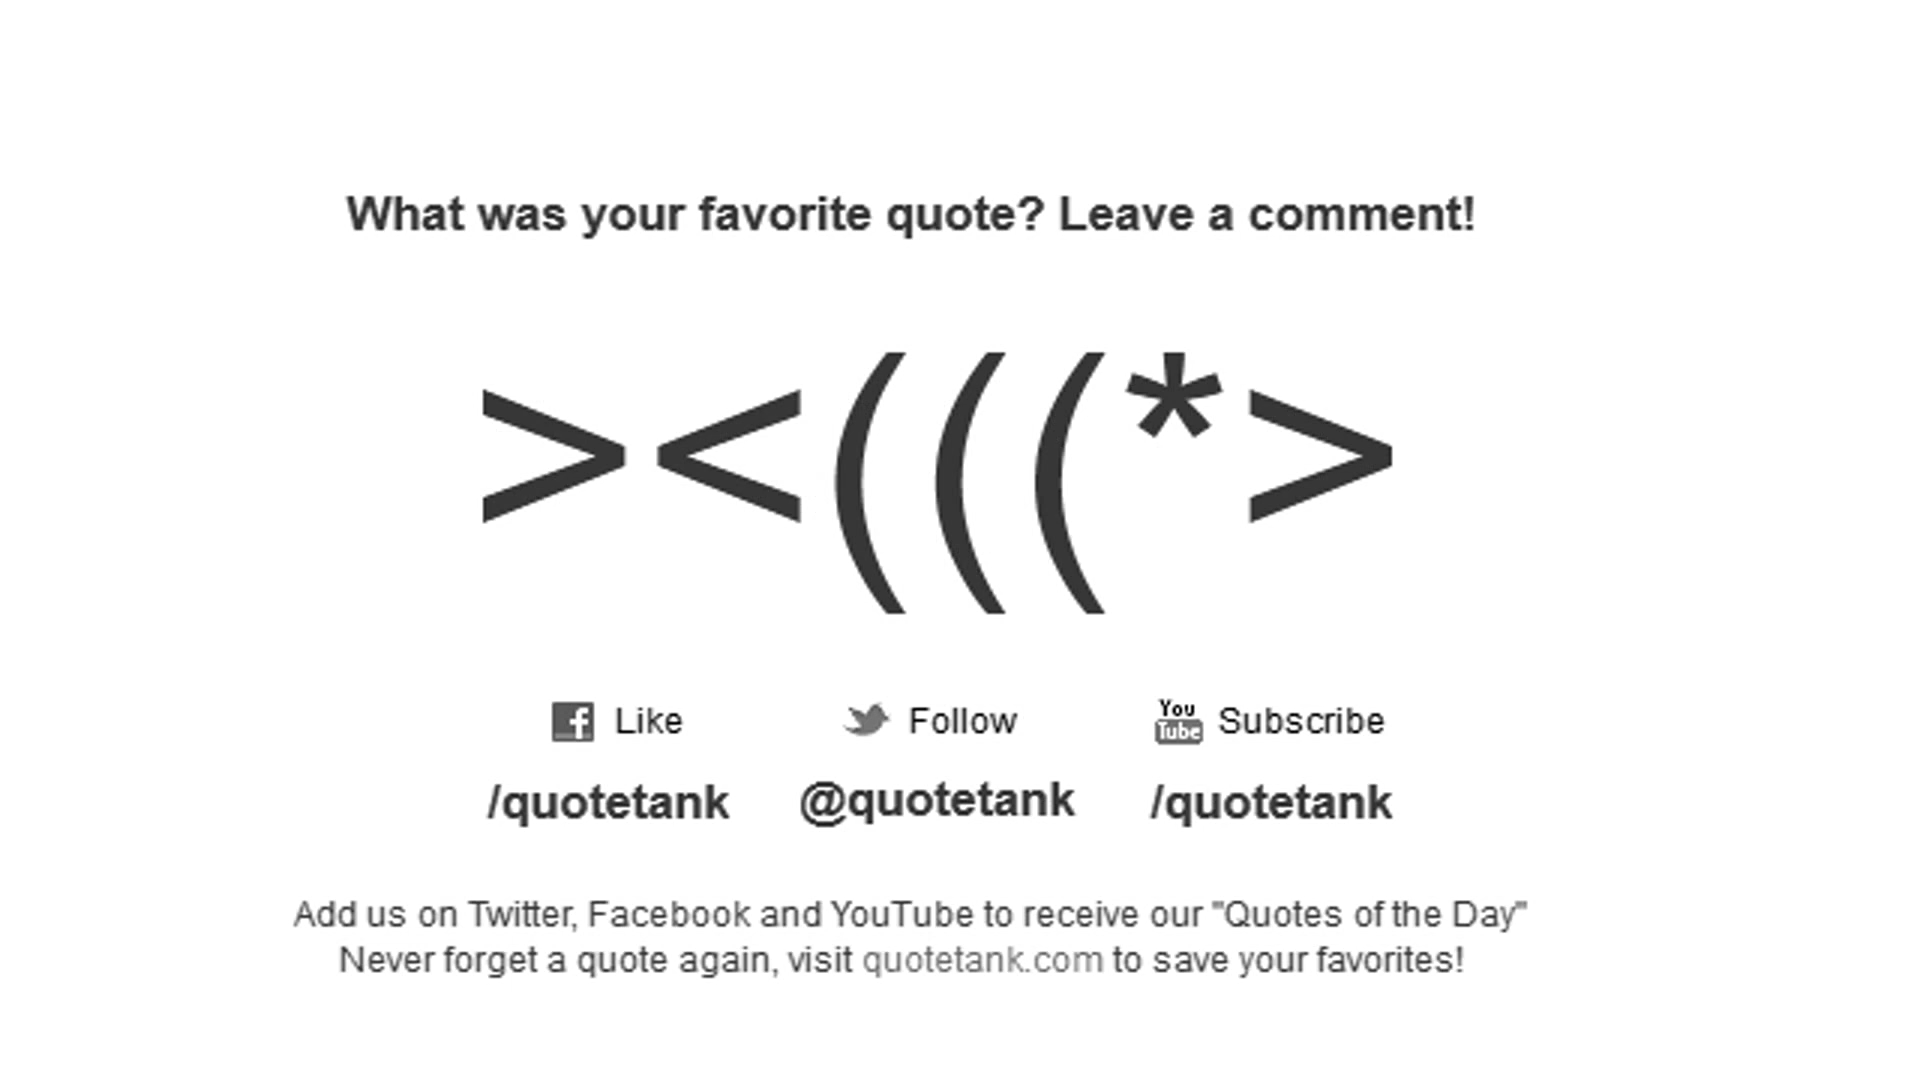 What was your favorite quote? Leave a comment!
><(((*>
f Like Follow You Tube Subscribe
/quotetank @quotetank /quotetank
Add us on Twitter, Facebook and YouTube to receive our "Quotes of the Day"
Never forget a quote again, visit quotetank.com to save your favorites!